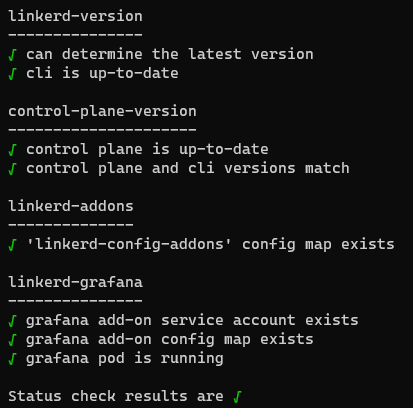 linkerd-version
---------------
√ can determine the latest version
√ cli is up-to-date

control-plane-version
---------------------
√ control plane is up-to-date
√ control plane and cli versions match

linkerd-addons
--------------
√ 'linkerd-config-addons' config map exists

linkerd-grafana
---------------
√ grafana add-on service account exists
√ grafana add-on config map exists
√ grafana pod is running

Status check results are √